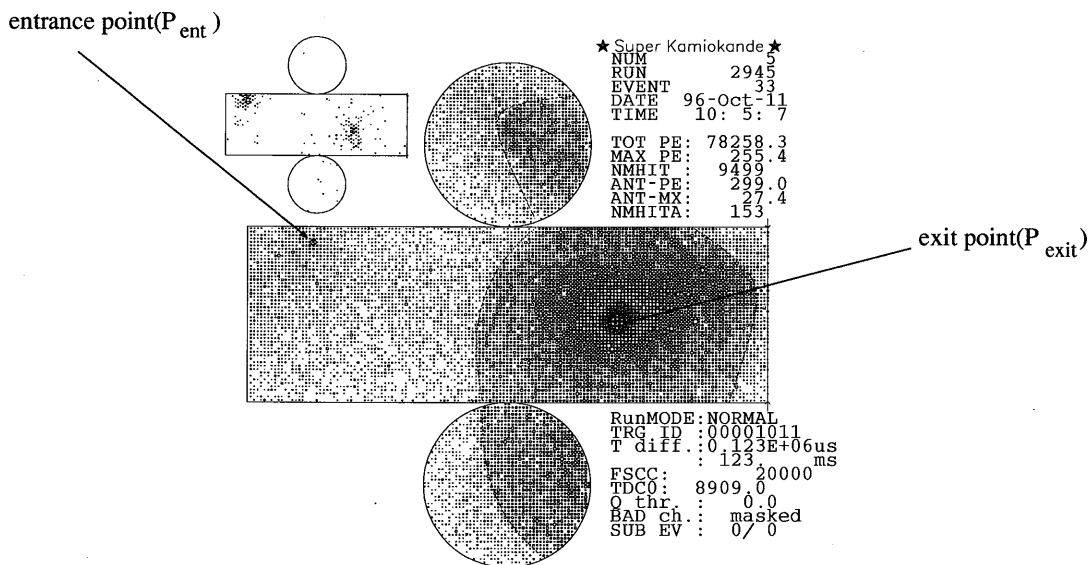 entrance point(P ent )
★ Super Kamiokande ★
NUM 5
RUN 2945
EVENT 33
DATE 96-Oct-11
TIME 10: 5: 7
TOT PE: 78258.3
MAX PE: 255.4
NMHIT : 9499
ANT-PE: 299.0
ANT-MX: 27.4
NMHITA: 153
exit point(P exit )
RunMODE:NORMAL
TRG ID :00001011
T diff.:0.123E+06us
: 123. ms
FSCC: 20000
TDC0: 8909.0
Q thr. : 0.0
BAD ch.: masked
SUB EV : 0/ 0